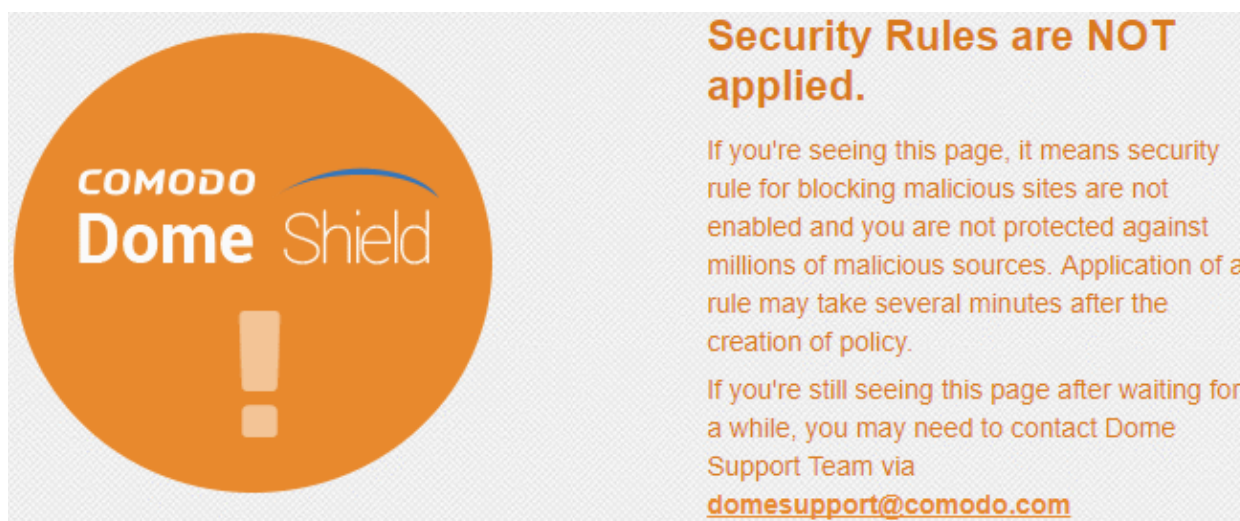 COMODO
Dome Shield
!
Security Rules are NOT
applied.
If you're seeing this page, it means security
rule for blocking malicious sites are not
enabled and you are not protected against
millions of malicious sources. Application of a
rule may take several minutes after the
creation of policy.
If you're still seeing this page after waiting for
a while, you may need to contact Dome
Support Team via
domesupport@comodo.com